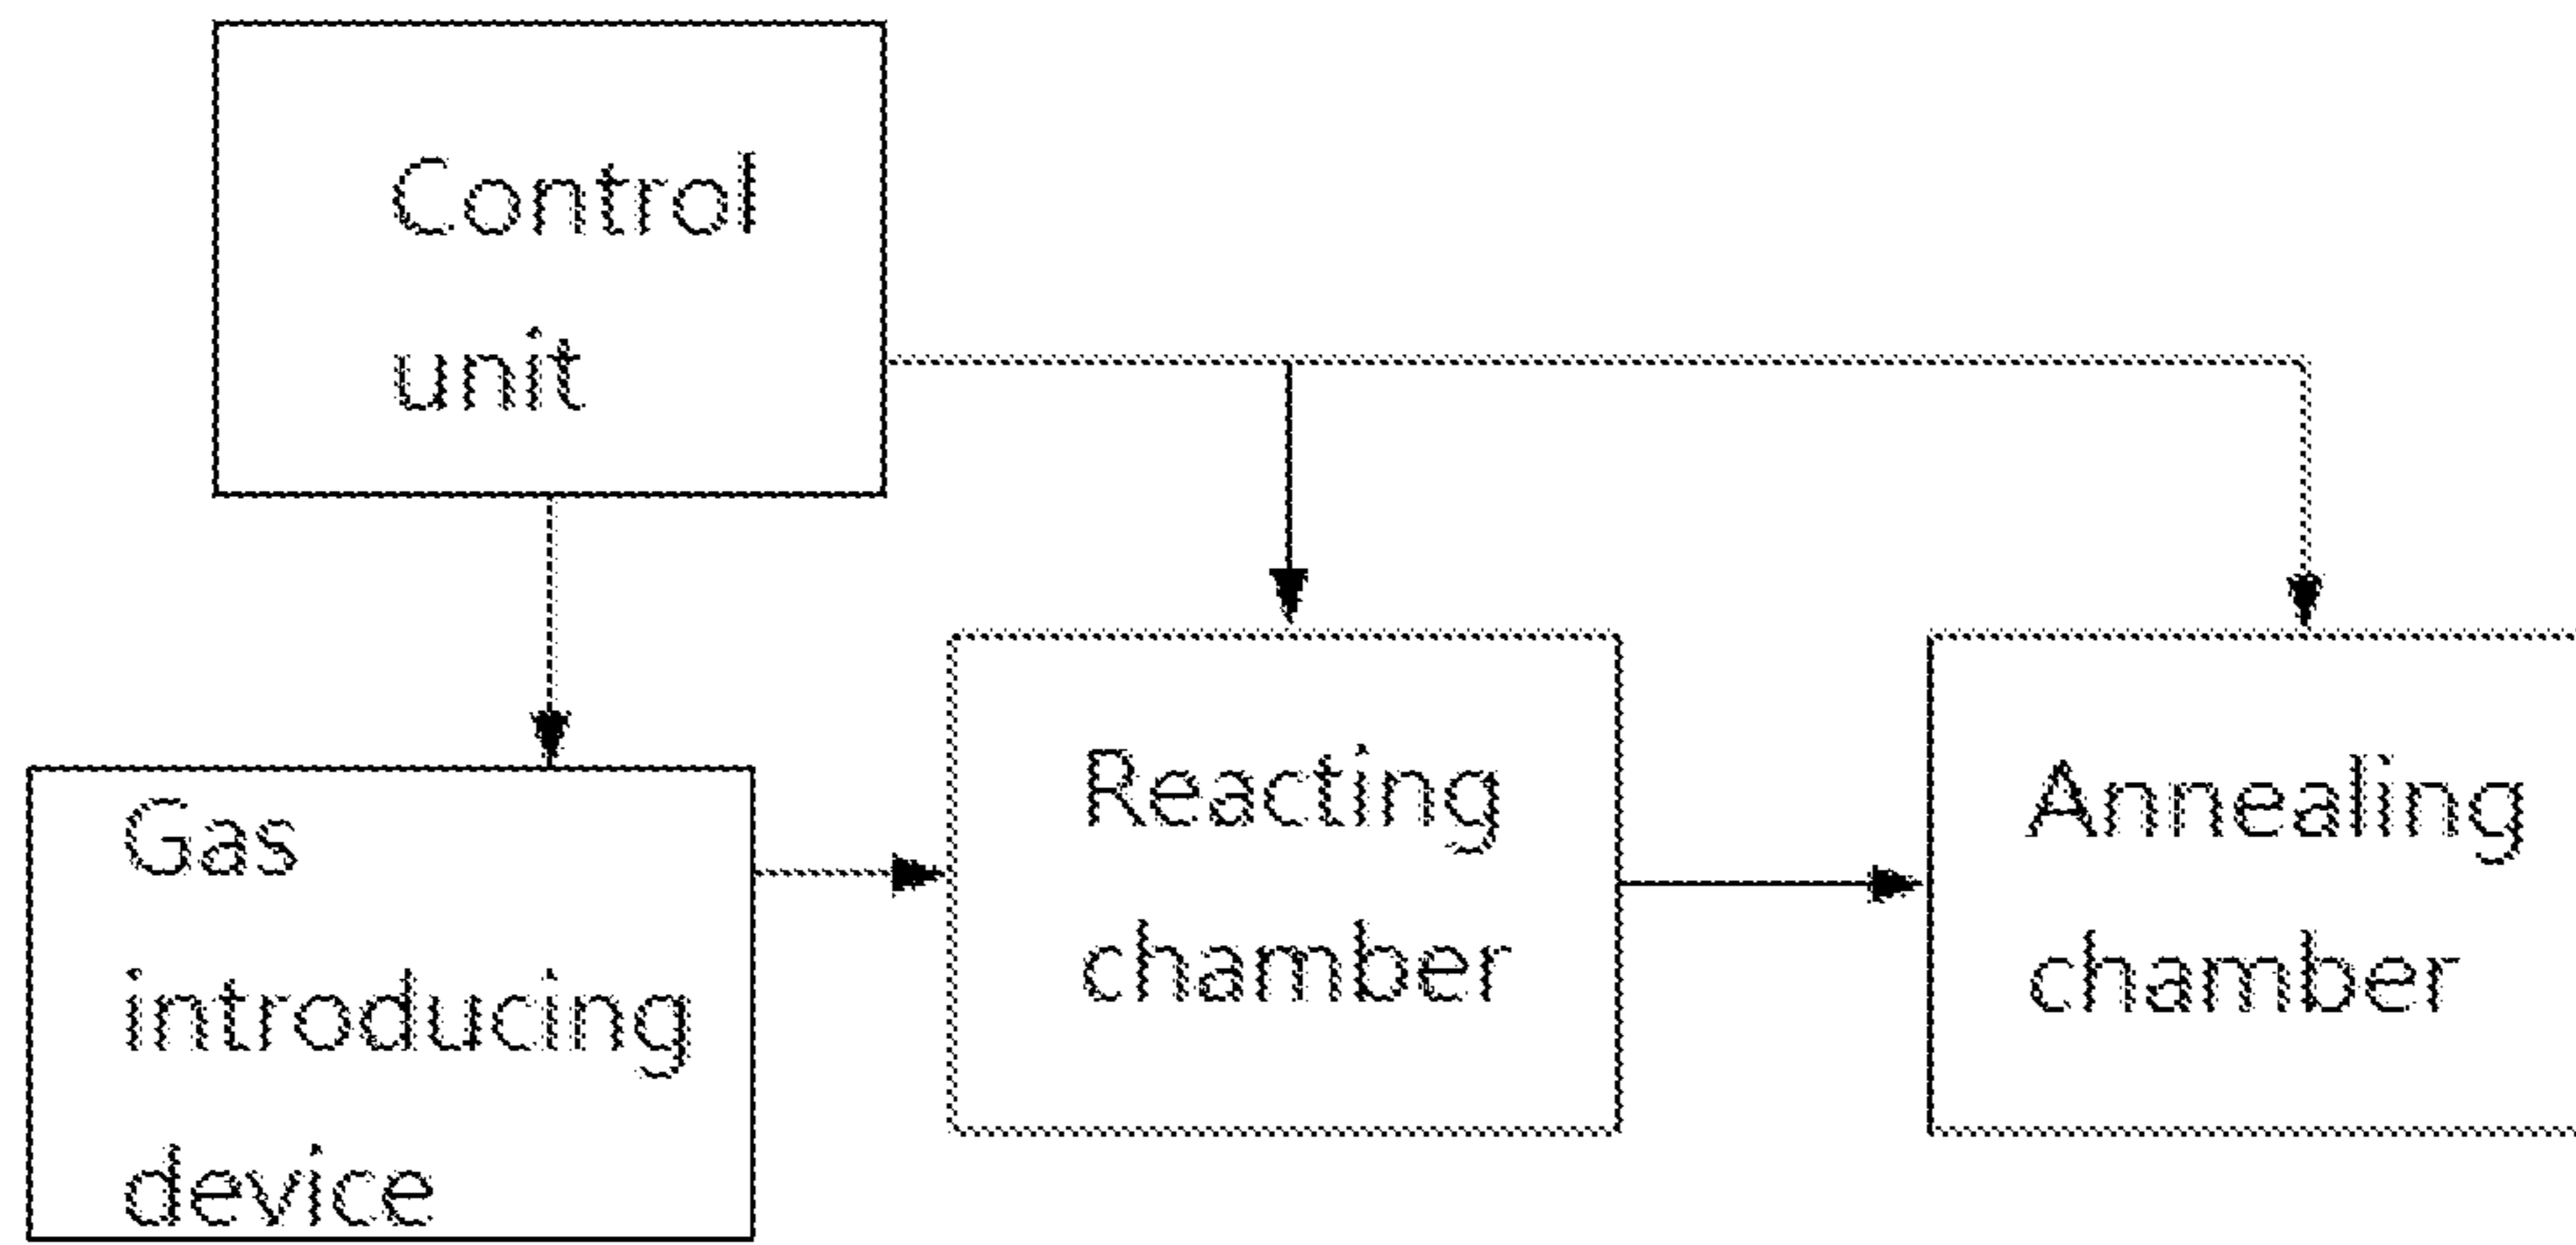 Control
unit
Gas
introducing
device
Reacting
chamber
Annealing
chamber